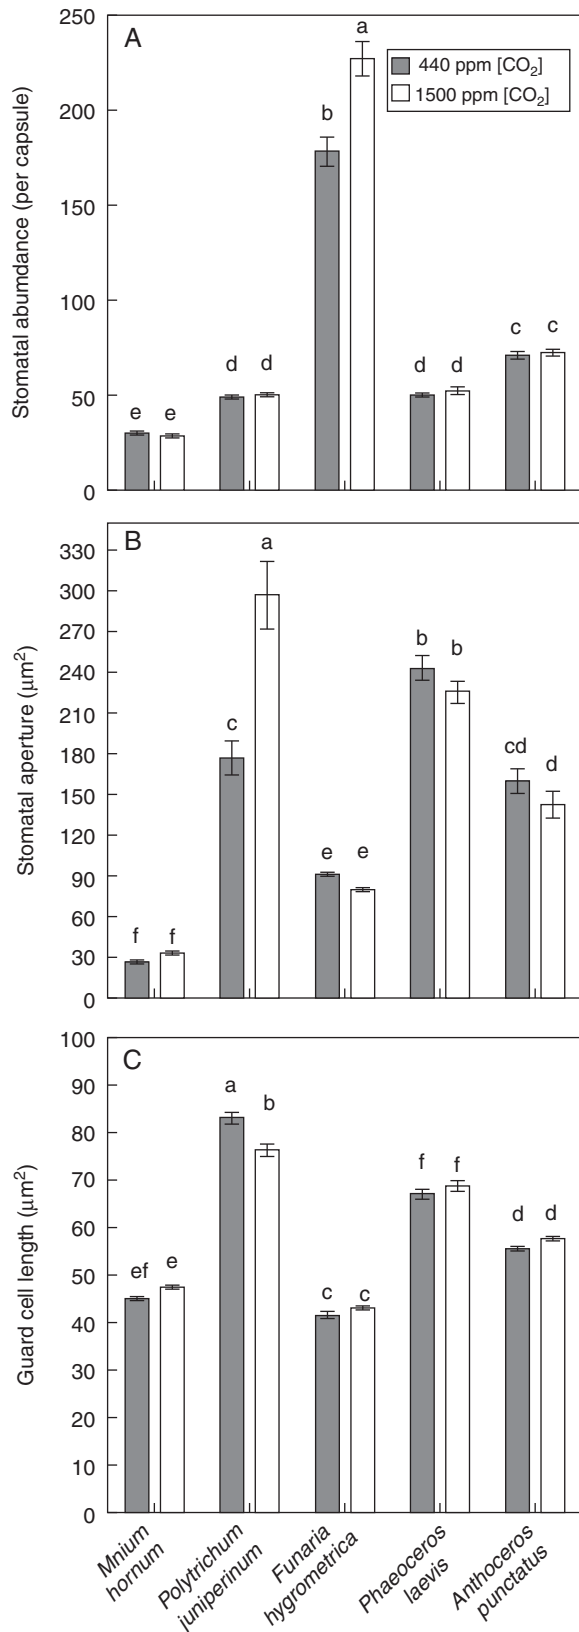 A
440 ppm [CO₂]
1500 ppm [CO₂]
Stomatal abumdance (per capsule)
250
200
150
100
50
0
e
e
d
d
b
a
d
d
c
c
B
Stomatal aperture (μm²)
330
300
270
240
210
180
150
120
90
60
30
0
f
f
c
a
e
e
b
b
cd
d
C
Guard cell length (μm²)
100
90
80
70
60
50
40
30
20
10
0
ef
e
a
b
c
c
f
f
d
d
Mnium
hornum
Polytrichum
juniperinum
Funaria
hygrometrica
Phaeoceros
laevis
Anthoceros
punctatus